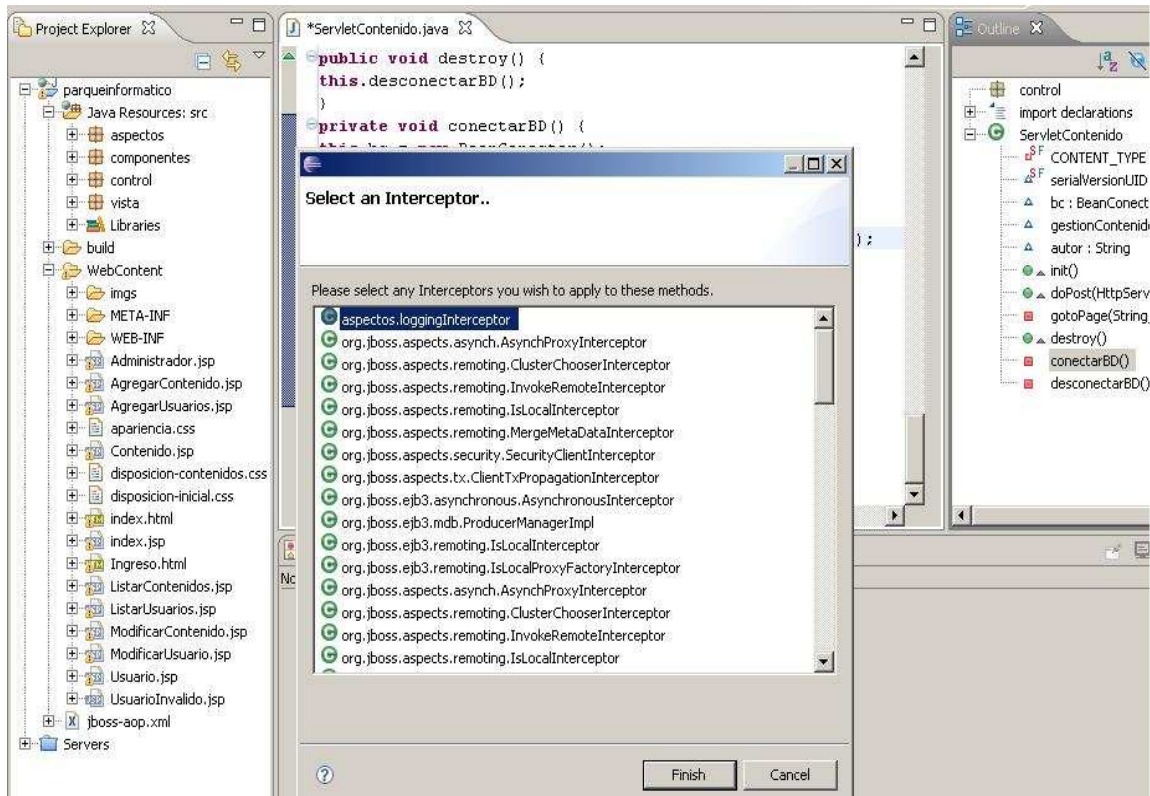 Project Explorer
parqueinformatico
Java Resources: src
aspectos
componentes
control
vista
Libraries
build
WebContent
imgs
META-INF
WEB-INF
Administrador.jsp
AgregarContenido.jsp
AgregarUsuarios.jsp
apariencia.css
Contenido.jsp
disposicion-contenidos.css
disposicion-inicial.css
index.html
index.jsp
Ingreso.html
ListarContenidos.jsp
ListarUsuarios.jsp
ModificarContenido.jsp
ModificarUsuario.jsp
Usuario.jsp
UsuarioInvalido.jsp
jboss-aop.xml
Servers
*ServletContenido.java
public void destroy() {
this.desconectarBD();
}
private void conectarBD() {
);
Select an Interceptor..
Please select any Interceptors you wish to apply to these methods.
aspectos.loggingInterceptor
org.jboss.aspects.asynch.AsynchProxyInterceptor
org.jboss.aspects.remoting.ClusterChooserInterceptor
org.jboss.aspects.remoting.InvokeRemoteInterceptor
org.jboss.aspects.remoting.IsLocalInterceptor
org.jboss.aspects.remoting.MergeMetaDataInterceptor
org.jboss.aspects.security.SecurityClientInterceptor
org.jboss.aspects.tx.ClientTxPropagationInterceptor
org.jboss.ejb3.asynchronous.AsynchronousInterceptor
org.jboss.ejb3.mdb.ProducerManagerImpl
org.jboss.ejb3.remoting.IsLocalInterceptor
org.jboss.ejb3.remoting.IsLocalProxyFactoryInterceptor
org.jboss.aspects.asynch.AsynchProxyInterceptor
org.jboss.aspects.remoting.ClusterChooserInterceptor
org.jboss.aspects.remoting.InvokeRemoteInterceptor
org.jboss.aspects.remoting.IsLocalInterceptor
Finish
Cancel
Outline
control
import declarations
ServletContenido
CONTENT_TYPE
serialVersionUID
bc : BeanConect
gestionContenid
autor : String
init()
doPost(HttpServ
gotoPage(String
destroy()
conectarBD()
desconectarBD()